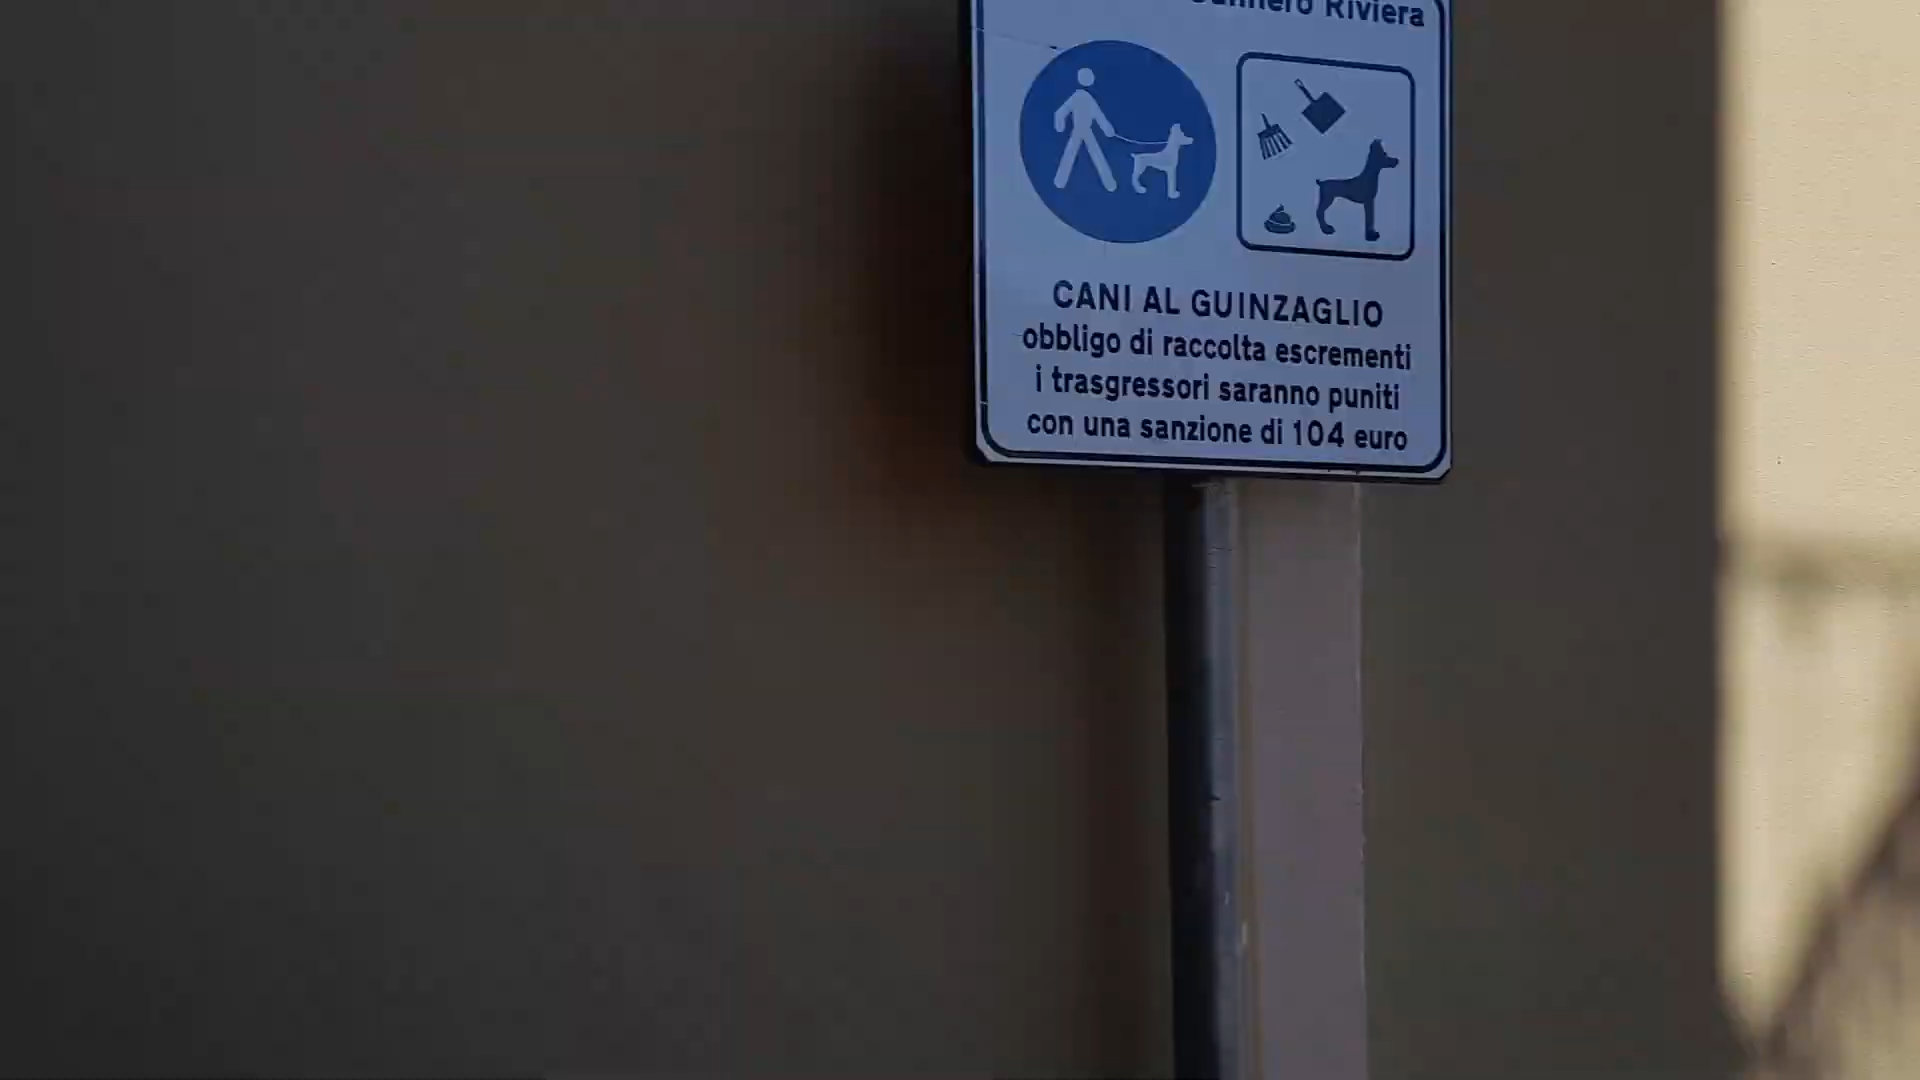 Riviera
CANI AL GUINZAGLIO
obbligo di raccolta escrementi
i trasgressori saranno puniti
con una sanzione di 104 euro